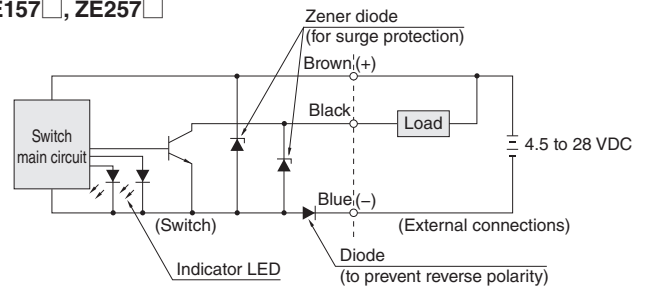 E157□, ZE257□
Zener diode
(for surge protection)
Brown (+)
Black
Load
Switch
main circuit
4.5 to 28 VDC
Blue (−)
(Switch)
(External connections)
Indicator LED
Diode
(to prevent reverse polarity)